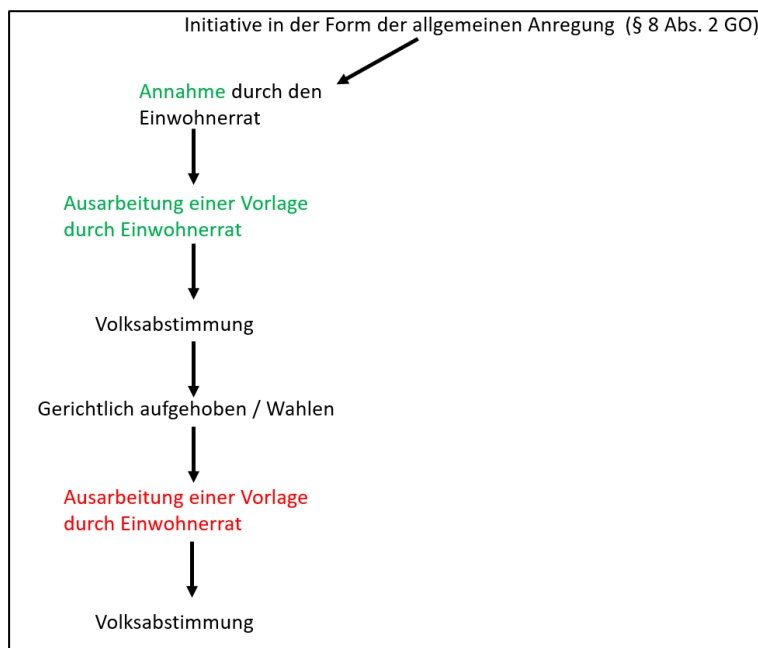 Initiative in der Form der allgemeinen Anregung (§ 8 Abs. 2 GO)
Annahme durch den
Einwohnerrat
Ausarbeitung einer Vorlage
durch Einwohnerrat
Volksabstimmung
Gerichtlich aufgehoben / Wahlen
Ausarbeitung einer Vorlage
durch Einwohnerrat
Volksabstimmung